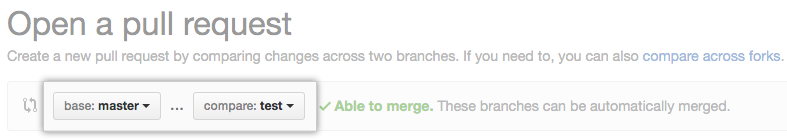 Open a pull request
Create a new pull request by comparing changes across two branches. If you need to, you can also compare across forks.
base: master ... compare: test ✓ Able to merge. These branches can be automatically merged.